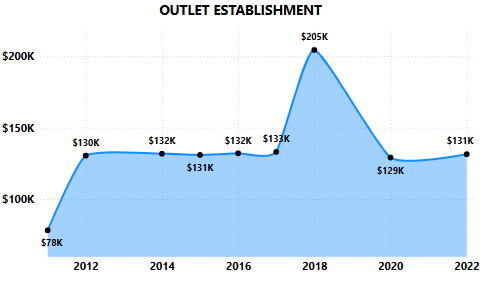 OUTLET ESTABLISHMENT
$205K
$200K
$150K
$130K
$132K
$131K
$132K
$133K
$129K
$131K
$100K
$78K
2012 2014 2016 2018 2020 2022